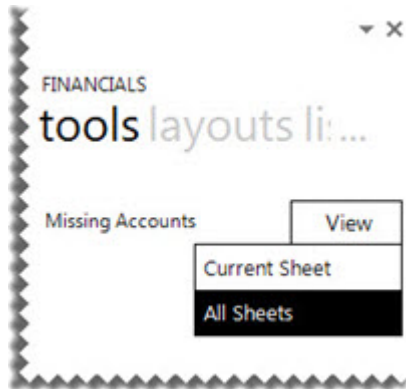 FINANCIALS
tools layouts li: ...
Missing Accounts View
Current Sheet
All Sheets